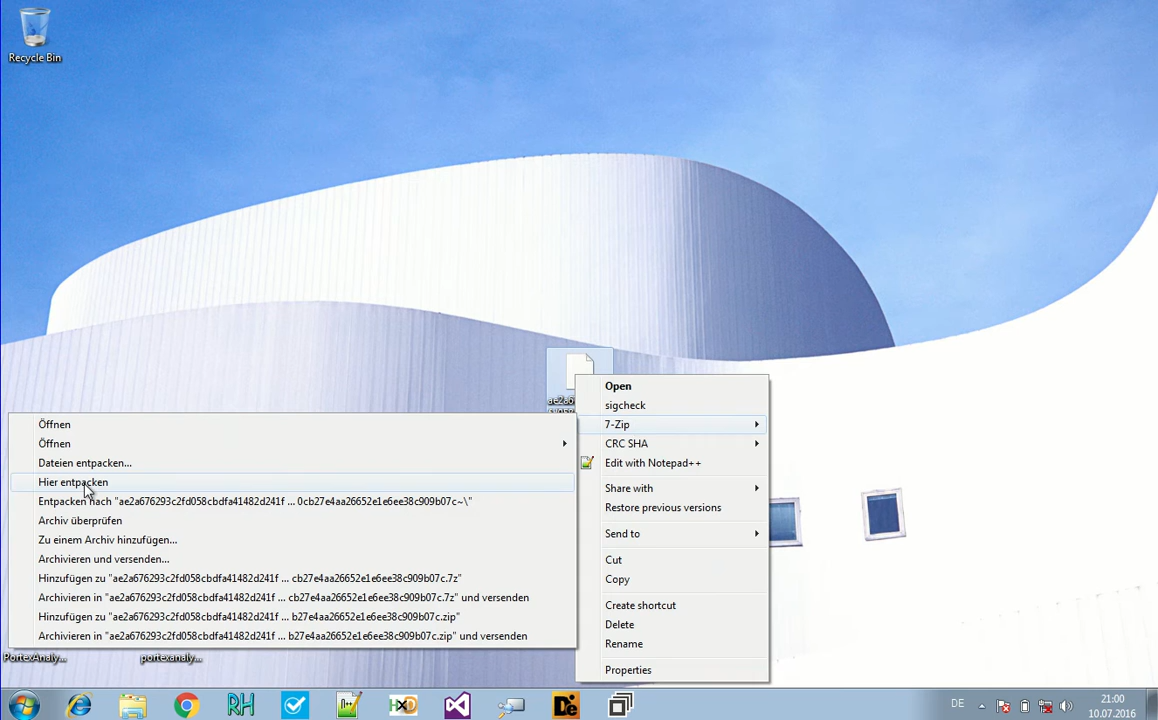 Recycle Bin
ae2a6
Open
sigcheck
7-Zip
CRC SHA
Edit with Notepad++
Share with
Restore previous versions
Send to
Cut
Copy
Create shortcut
Delete
Rename
Properties
Öffnen
Öffnen
Dateien entpacken...
Hier entpacken
Entpacken nach "ae2a676293c2fd058cbdfa41482d241f ... 0cb27e4aa26652e1e6ee38c909b07c~\"
Archiv überprüfen
Zu einem Archiv hinzufügen...
Archivieren und versenden...
Hinzufügen zu "ae2a676293c2fd058cbdfa41482d241f ... cb27e4aa26652e1e6ee38c909b07c.7z"
Archivieren in "ae2a676293c2fd058cbdfa41482d241f ... cb27e4aa26652e1e6ee38c909b07c.7z" und versenden
Hinzufügen zu "ae2a676293c2fd058cbdfa41482d241f ... b27e4aa26652e1e6ee38c909b07c.zip"
Archivieren in "ae2a676293c2fd058cbdfa41482d241f ... b27e4aa26652e1e6ee38c909b07c.zip" und versenden
PortexAnaly...
portexanaly...
RH
HxD
De
DE
21:00
10.07.2016